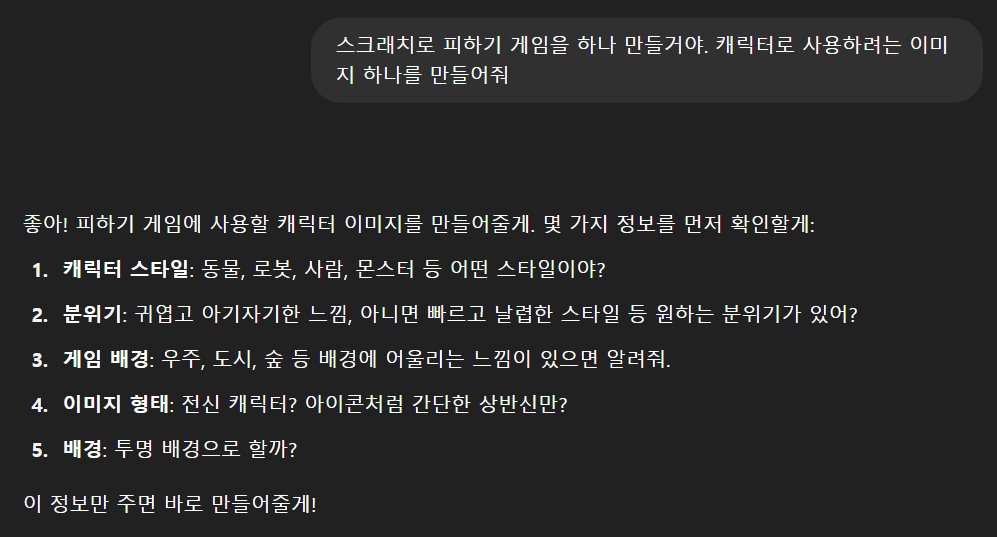 스크래치로 피하기 게임을 하나 만들거야. 캐릭터로 사용하려는 이미
지 하나를 만들어줘
좋아! 피하기 게임에 사용할 캐릭터 이미지를 만들어줄게. 몇 가지 정보를 먼저 확인할게:
1. 캐릭터 스타일: 동물, 로봇, 사람, 몬스터 등 어떤 스타일이야?
2. 분위기: 귀엽고 아기자기한 느낌, 아니면 빠르고 날렵한 스타일 등 원하는 분위기가 있어?
3. 게임 배경: 우주, 도시, 숲 등 배경에 어울리는 느낌이 있으면 알려줘.
4. 이미지 형태: 전신 캐릭터? 아이콘처럼 간단한 상반신만?
5. 배경: 투명 배경으로 할까?
이 정보만 주면 바로 만들어줄게!